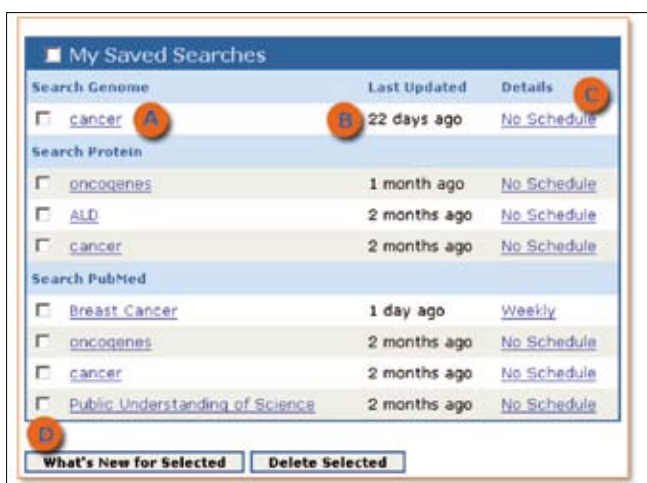 My Saved Searches
Search Genome Last Updated Details
C
cancer A B 22 days ago No Schedule
Search Protein
oncogenes 1 month ago No Schedule
ALD 2 months ago No Schedule
cancer 2 months ago No Schedule
Search PubMed
Breast Cancer 1 day ago Weekly
oncogenes 2 months ago No Schedule
cancer 2 months ago No Schedule
Public Understanding of Science 2 months ago No Schedule
D
What's New for Selected Delete Selected